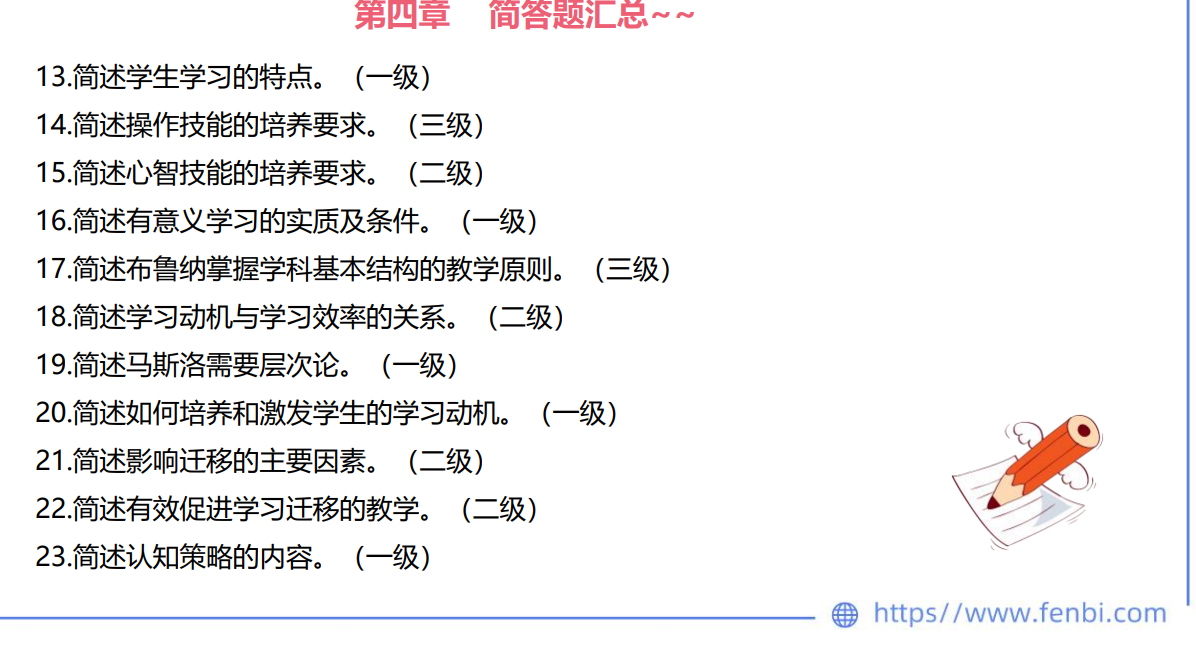 第四章 简答题汇总~~
13.简述学生学习的特点。（一级）
14.简述操作技能的培养要求。（三级）
15.简述心智技能的培养要求。（二级）
16.简述有意义学习的实质及条件。（一级）
17.简述布鲁纳掌握学科基本结构的教学原则。（三级）
18.简述学习动机与学习效率的关系。（二级）
19.简述马斯洛需要层次论。（一级）
20.简述如何培养和激发学生的学习动机。（一级）
21.简述影响迁移的主要因素。（二级）
22.简述有效促进学习迁移的教学。（二级）
23.简述认知策略的内容。（一级）
https//www.fenbi.com